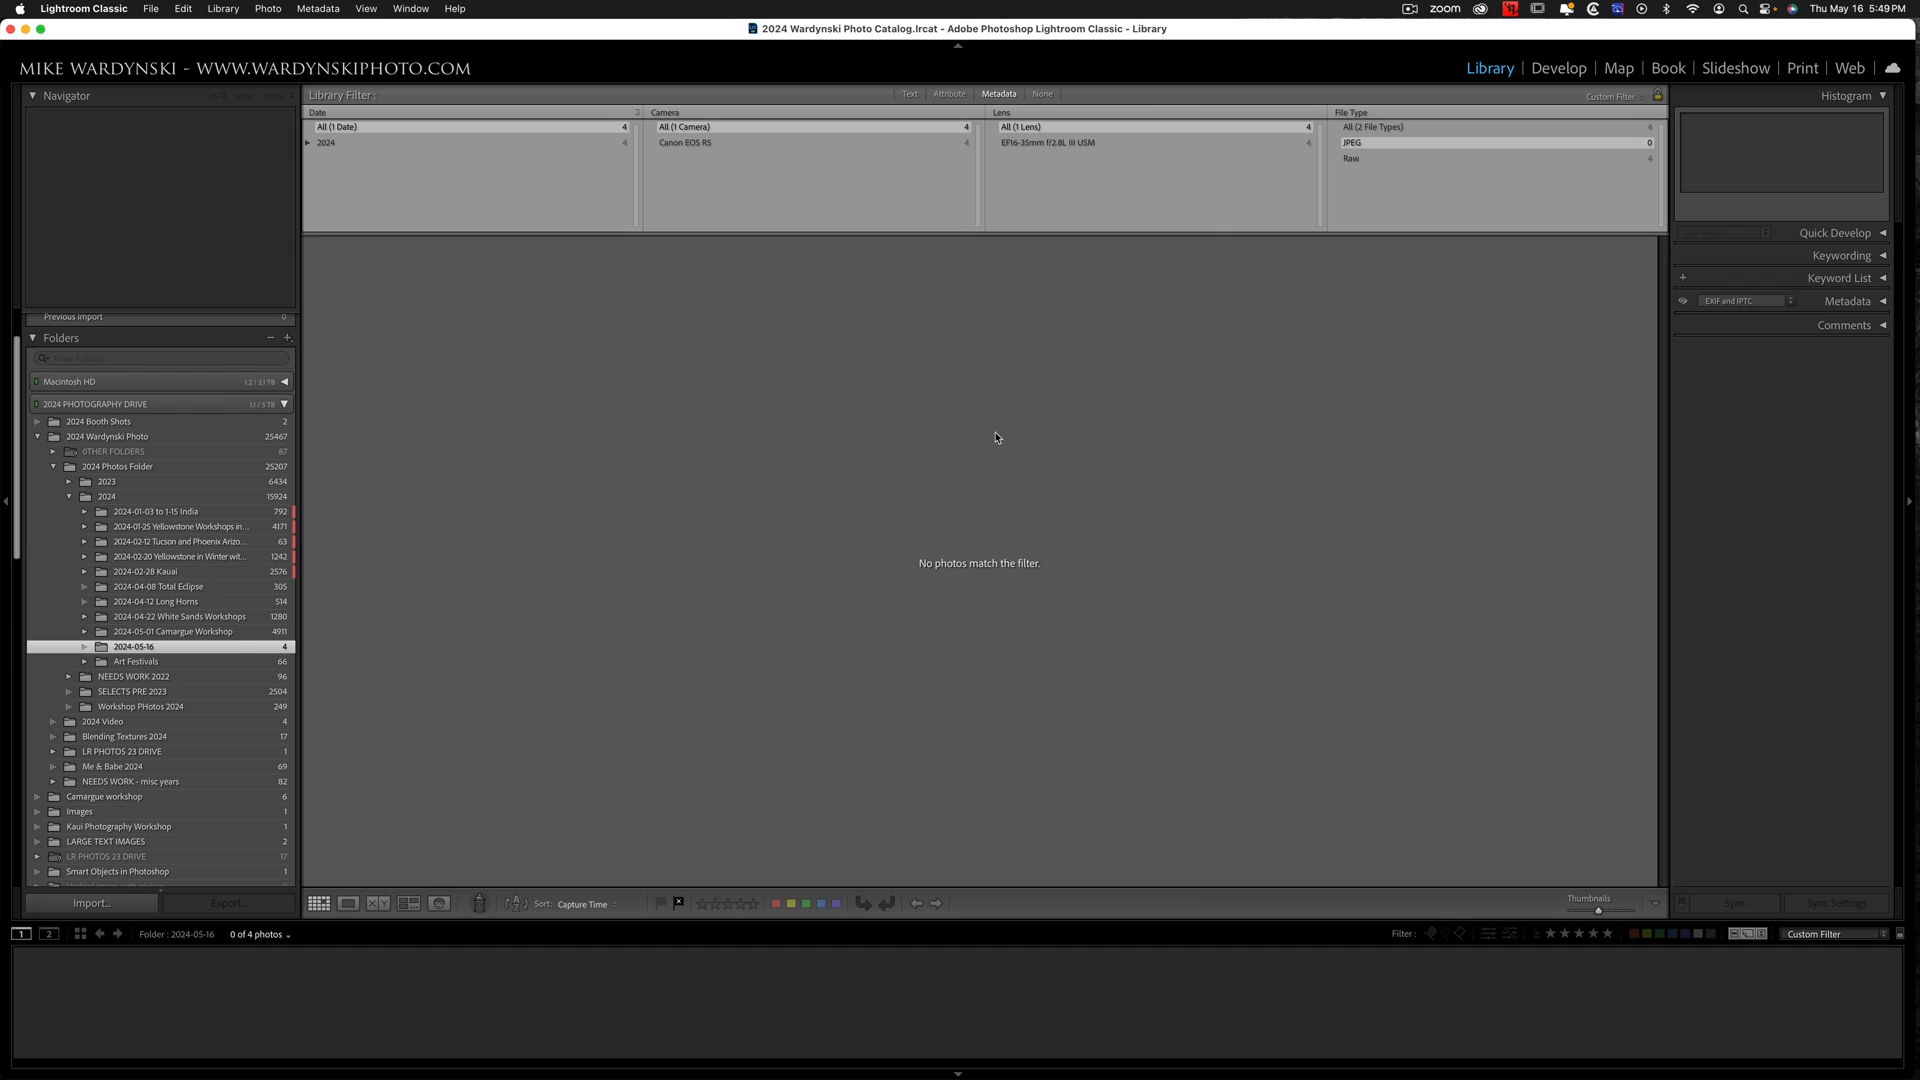 Lightroom Classic File Edit Library Photo Metadata View Window Help
zoom
Thu May 16 5:49 PM
2024 Wardynski Photo Catalog.lrcat - Adobe Photoshop Lightroom Classic - Library
MIKE WARDYNSKI - WWW.WARDYNSKIPHOTO.COM
Library | Develop | Map | Book | Slideshow | Print | Web
Navigator
Library Filter :
Text Attribute Metadata None
Custom Filter
Histogram
Date Camera Lens File Type
All (1 Date) 4 All (1 Camera) 4 All (1 Lens) 4 All (2 File Types) 4
2024 4 Canon EOS R5 4 EF16-35mm f/2.8L III USM 4 JPEG 0
Raw 4
Quick Develop
Keywording
Keyword List
EXIF and IPTC Metadata
Comments
Previous Import 0
Folders
Filter Folders
Macintosh HD 1.2 / 3.1 TB
2024 PHOTOGRAPHY DRIVE 1.1 / 5 TB
2024 Booth Shots 2
2024 Wardynski Photo 25467
0THER FOLDERS 87
2024 Photos Folder 25207
2023 6434
2024 15924
2024-01-03 to 1-15 India 792
2024-01-25 Yellowstone Workshops in... 4171
2024-02-12 Tucson and Phoenix Arizo... 63
2024-02-20 Yellowstone in Winter wit... 1242
2024-02-28 Kauai 2576
2024-04-08 Total Eclipse 305
2024-04-12 Long Horns 514
2024-04-22 White Sands Workshops 1280
2024-05-01 Camargue Workshop 4911
2024-05-16 4
Art Festivals 66
NEEDS WORK 2022 96
SELECTS PRE 2023 2504
Workshop PHotos 2024 249
2024 Video 4
Blending Textures 2024 17
LR PHOTOS 23 DRIVE 1
Me & Babe 2024 69
NEEDS WORK - misc years 82
Camargue workshop 6
Images 1
Kaui Photography Workshop 1
LARGE TEXT IMAGES 2
LR PHOTOS 23 DRIVE 17
Smart Objects in Photoshop 1
No photos match the filter.
Import... Export...
Sort: Capture Time
Thumbnails
Sync Sync Settings
1 2 Folder : 2024-05-16 0 of 4 photos
Filter : Custom Filter